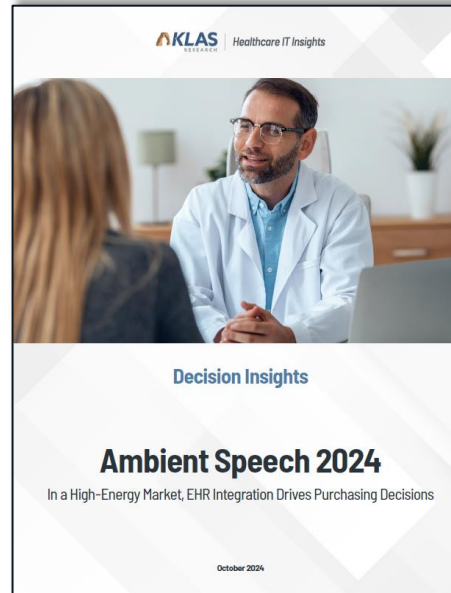 KLAS
RESEARCH
Healthcare IT Insights
Decision Insights
Ambient Speech 2024
In a High-Energy Market, EHR Integration Drives Purchasing Decisions
October 2024